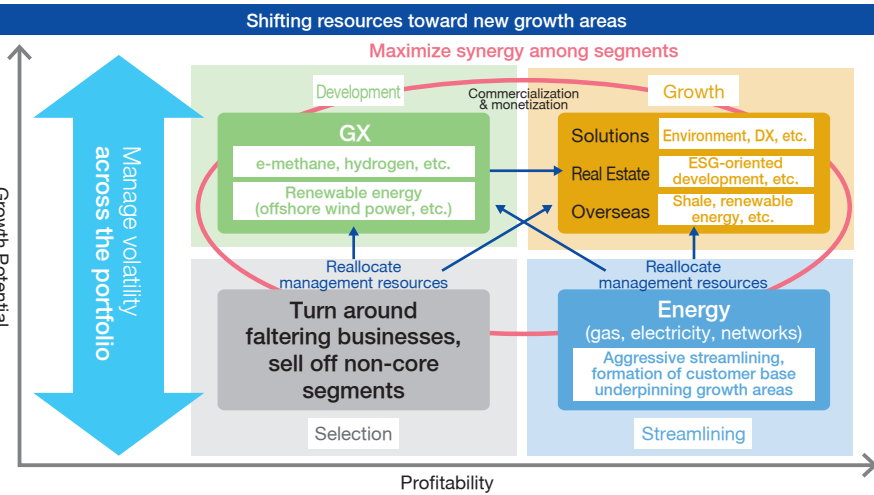 Shifting resources toward new growth areas
Maximize synergy among segments
Growth Potential
Manage volatility
across the portfolio
Development
Commercialization
& monetization
Growth
GX
e-methane, hydrogen, etc.
Renewable energy
(offshore wind power, etc.)
Solutions
Environment, DX, etc.
Real Estate
ESG-oriented
development, etc.
Overseas
Shale, renewable
energy, etc.
Reallocate
management resources
Reallocate
management resources
Turn around
faltering businesses,
sell off non-core
segments
Selection
Energy
(gas, electricity, networks)
Aggressive streamlining,
formation of customer base
underpinning growth areas
Streamlining
Profitability